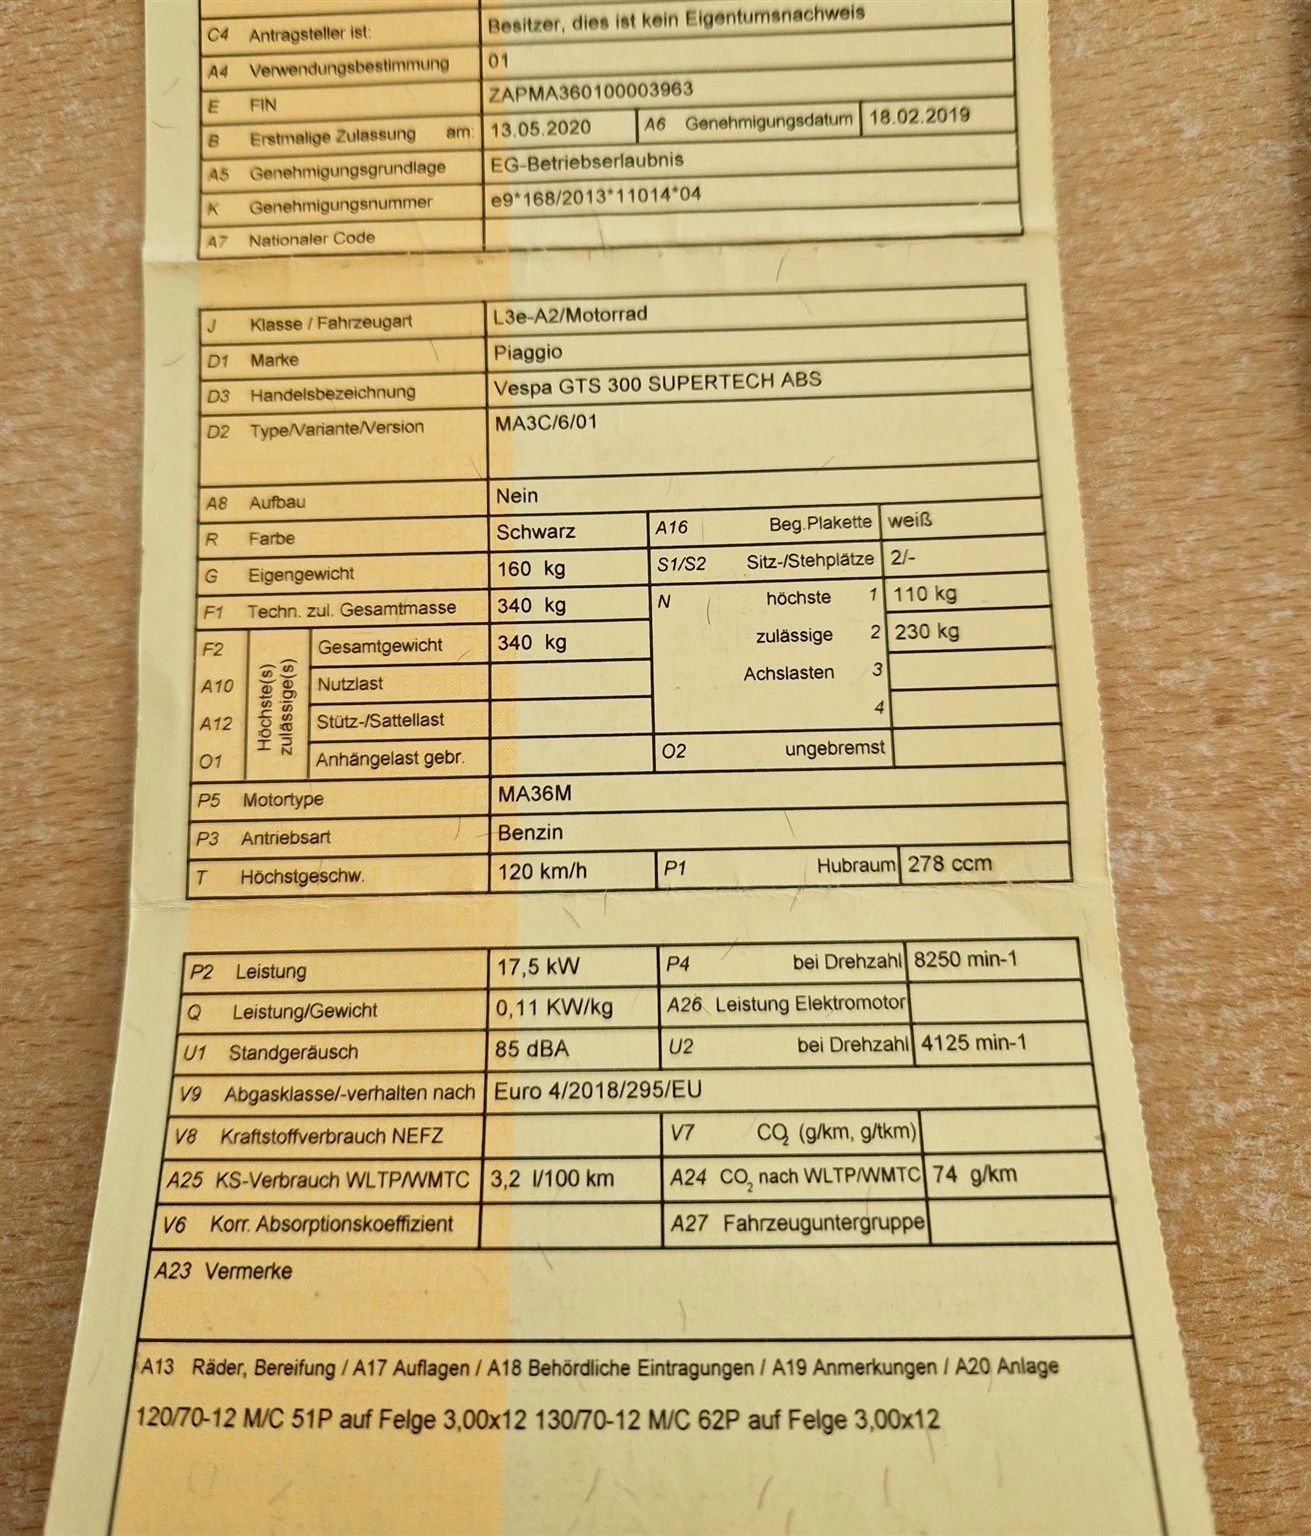 C4 Antragsteller ist: Besitzer, dies ist kein Eigentumsnachweis
A4 Verwendungsbestimmung 01
E FIN ZAPMA360100003963
B Erstmalige Zulassung am: 13.05.2020 A6 Genehmigungsdatum 18.02.2019
A5 Genehmigungsgrundlage EG-Betriebserlaubnis
K Genehmigungsnummer e9*168/2013*11014*04
A7 Nationaler Code
J Klasse / Fahrzeugart L3e-A2/Motorrad
D1 Marke Piaggio
D3 Handelsbezeichnung Vespa GTS 300 SUPERTECH ABS
D2 Type/Variante/Version MA3C/6/01
A8 Aufbau Nein
R Farbe Schwarz A16 Beg.Plakette weiß
G Eigengewicht 160 kg S1/S2 Sitz-/Stehplätze 2/-
F1 Techn. zul. Gesamtmasse 340 kg N höchste 1 110 kg
F2 Höchste(s) zulässige(s) Gesamtgewicht 340 kg zulässige 2 230 kg
A10 Nutzlast Achslasten 3
A12 Stütz-/Sattellast 4
O1 Anhängelast gebr. O2 ungebremst
P5 Motortype MA36M
P3 Antriebsart Benzin
T Höchstgeschw. 120 km/h P1 Hubraum 278 ccm
P2 Leistung 17,5 kW P4 bei Drehzahl 8250 min-1
Q Leistung/Gewicht 0,11 KW/kg A26 Leistung Elektromotor
U1 Standgeräusch 85 dBA U2 bei Drehzahl 4125 min-1
V9 Abgasklasse/-verhalten nach Euro 4/2018/295/EU
V8 Kraftstoffverbrauch NEFZ V7 CO2 (g/km, g/tkm)
A25 KS-Verbrauch WLTP/WMTC 3,2 l/100 km A24 CO2 nach WLTP/WMTC 74 g/km
V6 Korr. Absorptionskoeffizient A27 Fahrzeuguntergruppe
A23 Vermerke
A13 Räder, Bereifung / A17 Auflagen / A18 Behördliche Eintragungen / A19 Anmerkungen / A20 Anlage
120/70-12 M/C 51P auf Felge 3,00x12 130/70-12 M/C 62P auf Felge 3,00x12